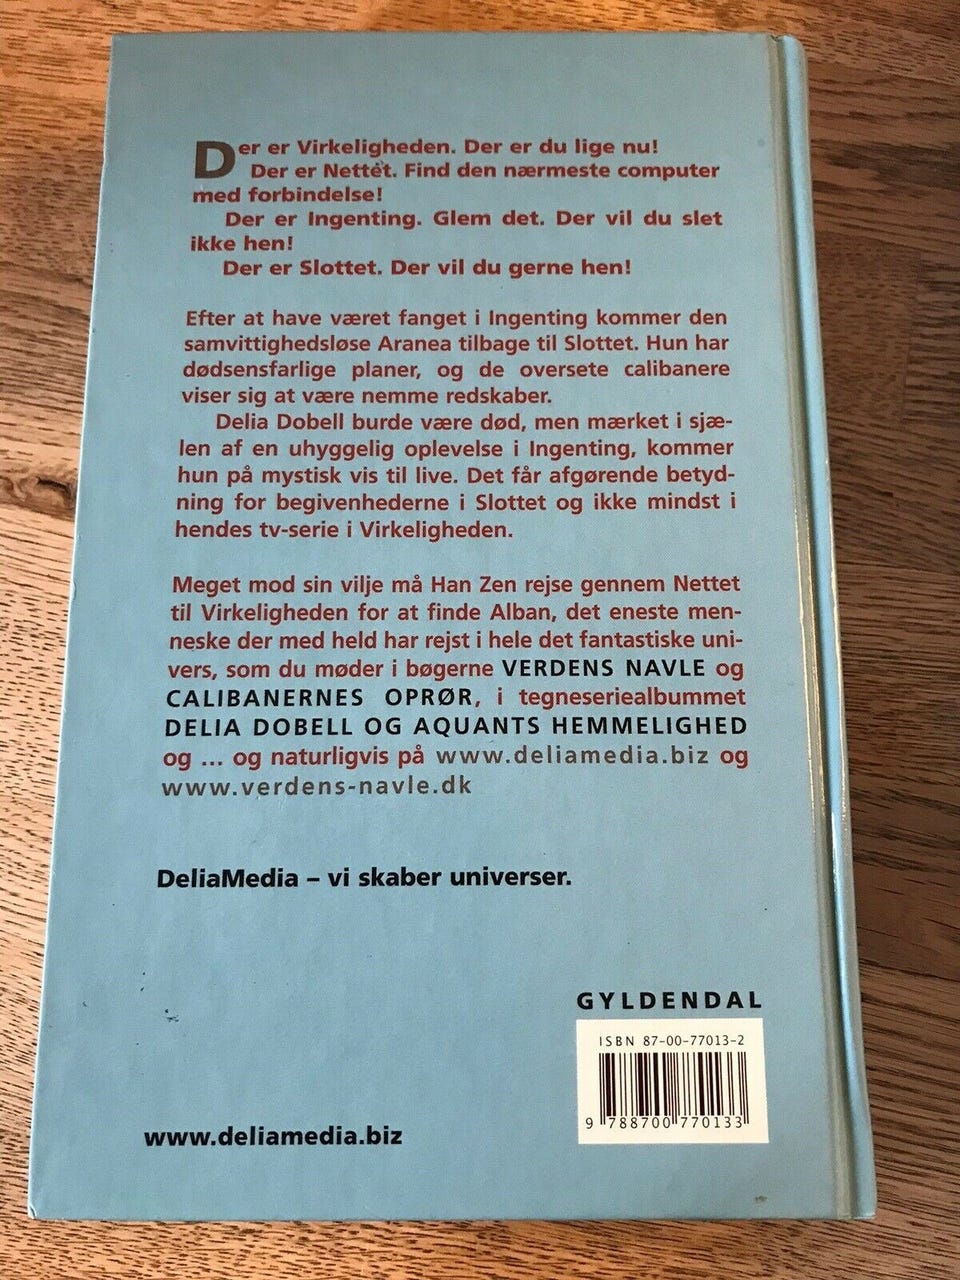 Der er Virkeligheden. Der er du lige nu!
Der er Nettet. Find den nærmeste computer
med forbindelse!
Der er Ingenting. Glem det. Der vil du slet
ikke hen!
Der er Slottet. Der vil du gerne hen!
Efter at have været fanget i Ingenting kommer den
samvittighedsløse Aranea tilbage til Slottet. Hun har
dødsensfarlige planer, og de oversete calibanere
viser sig at være nemme redskaber.
Delia Dobell burde være død, men mærket i sjæ-
len af en uhyggelig oplevelse i Ingenting, kommer
hun på mystisk vis til live. Det får afgørende betyd-
ning for begivenhederne i Slottet og ikke mindst i
hendes tv-serie i Virkeligheden.
Meget mod sin vilje må Han Zen rejse gennem Nettet
til Virkeligheden for at finde Alban, det eneste men-
neske der med held har rejst i hele det fantastiske uni-
vers, som du møder i bøgerne VERDENS NAVLE og
CALIBANERNES OPRØR, i tegneseriealbummet
DELIA DOBELL OG AQUANTS HEMMELIGHED
og ... og naturligvis på www.deliamedia.biz og
www.verdens-navle.dk
DeliaMedia – vi skaber universer.
GYLDENDAL
ISBN 87-00-77013-2
9 788700 770133
www.deliamedia.biz